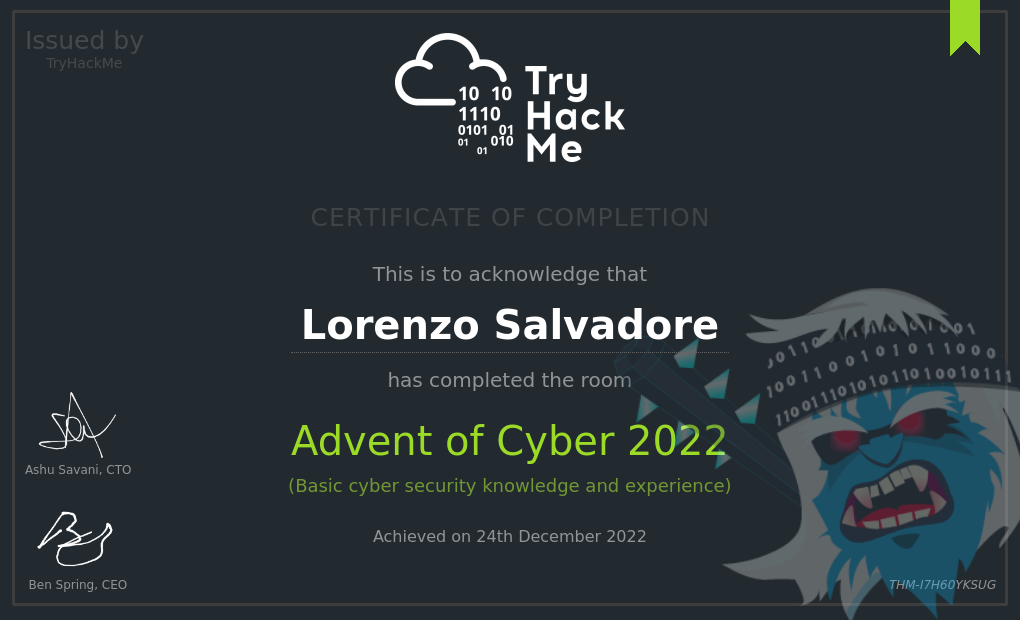 Issued by
TryHackMe
10 10
1110
0101 01
01 010
01
Try
Hack
Me
CERTIFICATE OF COMPLETION
This is to acknowledge that
Lorenzo Salvadore
has completed the room
Advent of Cyber 2022
(Basic cyber security knowledge and experience)
Achieved on 24th December 2022
Ashu Savani, CTO
Ben Spring, CEO
THM-I7H60YKSUG